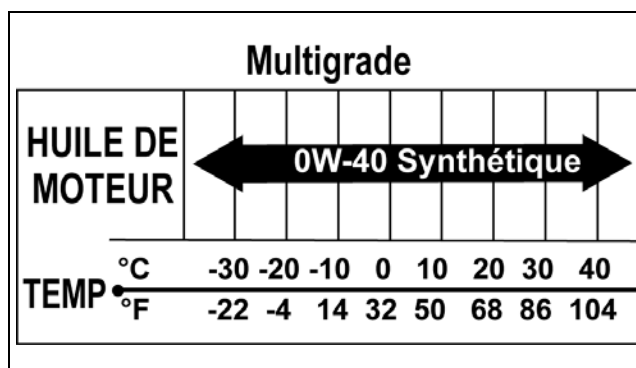 Multigrade
HUILE DE
MOTEUR
0W-40 Synthétique
°C -30 -20 -10 0 10 20 30 40
TEMP
°F -22 -4 14 32 50 68 86 104